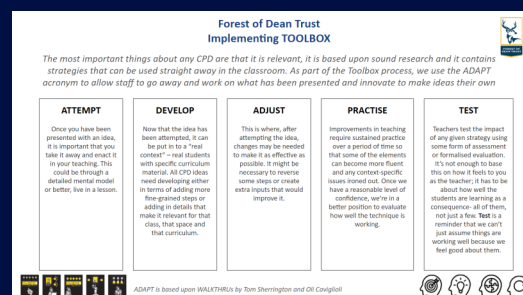 Forest of Dean Trust
Implementing TOOLBOX
The most important things about any CPD are that it is relevant, it is based upon sound research and it contains
strategies that can be used straight away in the classroom. As part of the Toolbox process, we use the ADAPT
acronym to allow staff to go away and work on what has been presented and innovate to make ideas their own
ATTEMPT
Once you have been
presented with an idea,
it is important that you
take it away and enact it
in your teaching. This
could be through a
detailed mental model
or better, live in a lesson.
DEVELOP
Now that the idea has
been attempted, it can
be put in to a "real
context" – real students
with specific curriculum
material. All CPD ideas
need developing either
in terms of adding more
fine-grained steps or
adding in details that
make it relevant for that
class, that space and
that curriculum.
ADJUST
This is where, after
attempting the idea,
changes may be needed
to make it as effective as
possible. It might be
necessary to reverse
some steps or create
extra inputs that would
improve it.
PRACTISE
Improvements in teaching
require sustained practice
over a period of time so
that some of the elements
can become more fluent
and any context-specific
issues ironed out. Once we
have a reasonable level of
confidence, we're in a
better position to evaluate
how well the technique is
working.
TEST
Teachers test the impact
of any given strategy using
some form of assessment
or formalised evaluation.
It's not enough to base
this on how it feels to you
as the teacher; it has to be
about how well the
students are learning as a
consequence- all of them,
not just a few. Test is a
reminder that we can't
just assume things are
working well because we
feel good about them.
ADAPT is based upon WALKTHRUs by Tom Sherrington and Oli Caviglioli